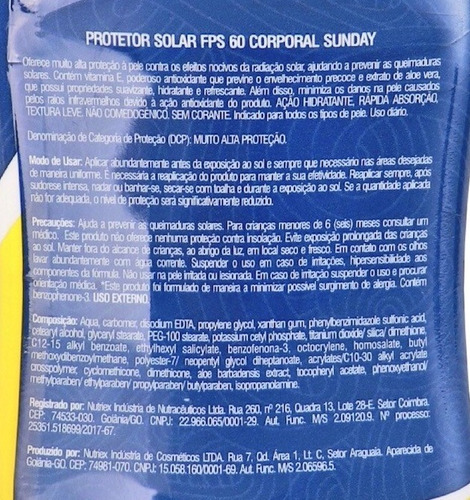 PROTETOR SOLAR FPS 60 CORPORAL SUNDAY
Oferece muito alta proteção à pele contra os efeitos nocivos da radiação solar, ajudando a prevenir as queimaduras
solares. Contém vitamina E, poderoso antioxidante que previne o envelhecimento precoce e extrato de aloe vera,
que possui propriedades suavizante, hidratante e refrescante. Além disso, minimiza os danos na pele causados
pelos raios infravermelhos devido à ação antioxidante do produto. AÇÃO HIDRATANTE, RÁPIDA ABSORÇÃO,
TEXTURA LEVE. NÃO COMEDOGÊNICO. SEM CORANTE. Indicado para todos os tipos de pele. Uso diário.
Denominação de Categoria de Proteção (DCP): MUITO ALTA PROTEÇÃO.
Modo de Usar: Aplicar abundantemente antes da exposição ao sol e sempre que necessário nas áreas desejadas
de maneira uniforme. É necessária a reaplicação do produto para manter a sua efetividade. Reaplicar sempre, após
sudorese intensa, nadar ou banhar-se, secar-se com toalha e durante a exposição ao sol. Se a quantidade aplicada
não for adequada, o nível de proteção será significativamente reduzido.
Precauções: Ajuda a prevenir as queimaduras solares. Para crianças menores de 6 (seis) meses consultar um
médico. Este produto não oferece nenhuma proteção contra insolação. Evite exposição prolongada das crianças
ao sol. Manter fora do alcance de crianças, ao abrigo da luz, em local seco e fresco. Em contato com os olhos
lavar abundantemente com água corrente. Suspender o uso em caso de irritações, hipersensibilidade aos
componentes da fórmula. Não usar na pele irritada ou lesionada. Em caso de irritação suspender o uso e procurar
orientação médica. *Este produto foi formulado de maneira a minimizar possível surgimento de alergia. Contém
benzophenone-3. USO EXTERNO.
Composição: Aqua, carbomer, disodium EDTA, propylene glycol, xanthan gum, phenylbenzimidazole sulfonic acid,
cetearyl alcohol, glyceryl stearate, PEG-100 stearate, potassium cetyl phosphate, titanium dioxide/ silica/ dimethicone,
C12-15 alkyl benzoate, ethylhexyl salicylate, benzofenona-3, octocrylene, homosalate, butyl
methoxydibenzoylmethane, polyester-7/ neopentyl glycol diheptanoate, acrylates/C10-30 alkyl acrylate
crosspolymer, cyclomethicone, dimethicone, aloe barbadensis extract, tocopheryl acetate, phenoxyethanol/
methylparaben/ ethylparaben/ propylparaben/ butylparaben, isopropanolamine.
Registrado por: Nutriex Indústria de Nutracêuticos Ltda. Rua 260, nº 216, Quadra 13, Lote 28-E. Setor Coimbra.
CEP: 74533-030. Goiânia-GO. CNPJ: 22.966.065/0001-29. Aut. Func. M/S 2.09120.9. Nº processo:
25351.518699/2017-67.
Produzido por: Nutriex Indústria de Cosméticos LTDA. Rua 7, Qd. Área 1, Lt. C, Setor Araguaia. Aparecida de
Goiânia-GO. CEP: 74981-070. CNPJ: 15.058.160/0001-69. Aut. Func. M/S 2.06596.5.